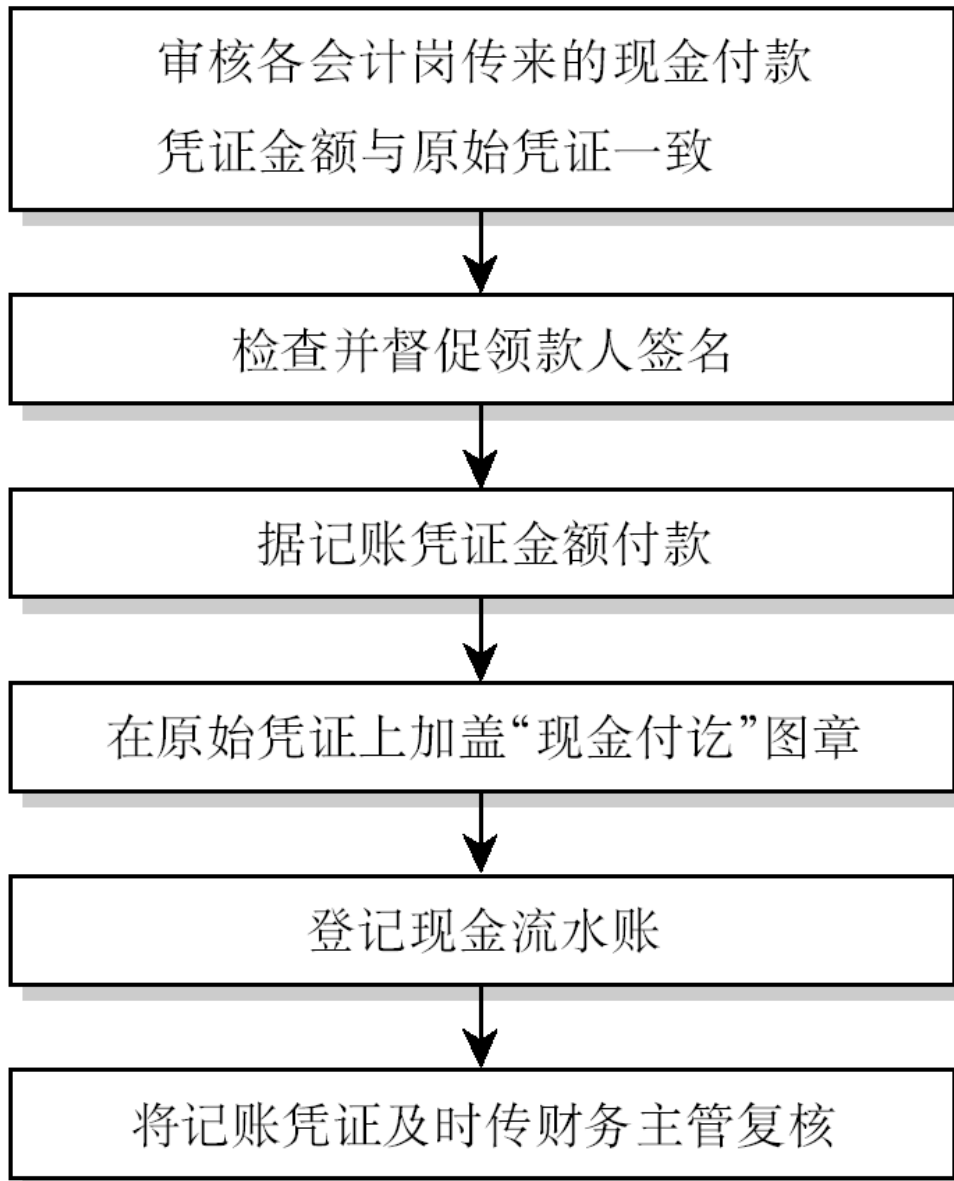 审核各会计岗传来的现金付款
凭证金额与原始凭证一致
检查并督促领款人签名
据记账凭证金额付款
在原始凭证上加盖“现金付讫”图章
登记现金流水账
将记账凭证及时传财务主管复核